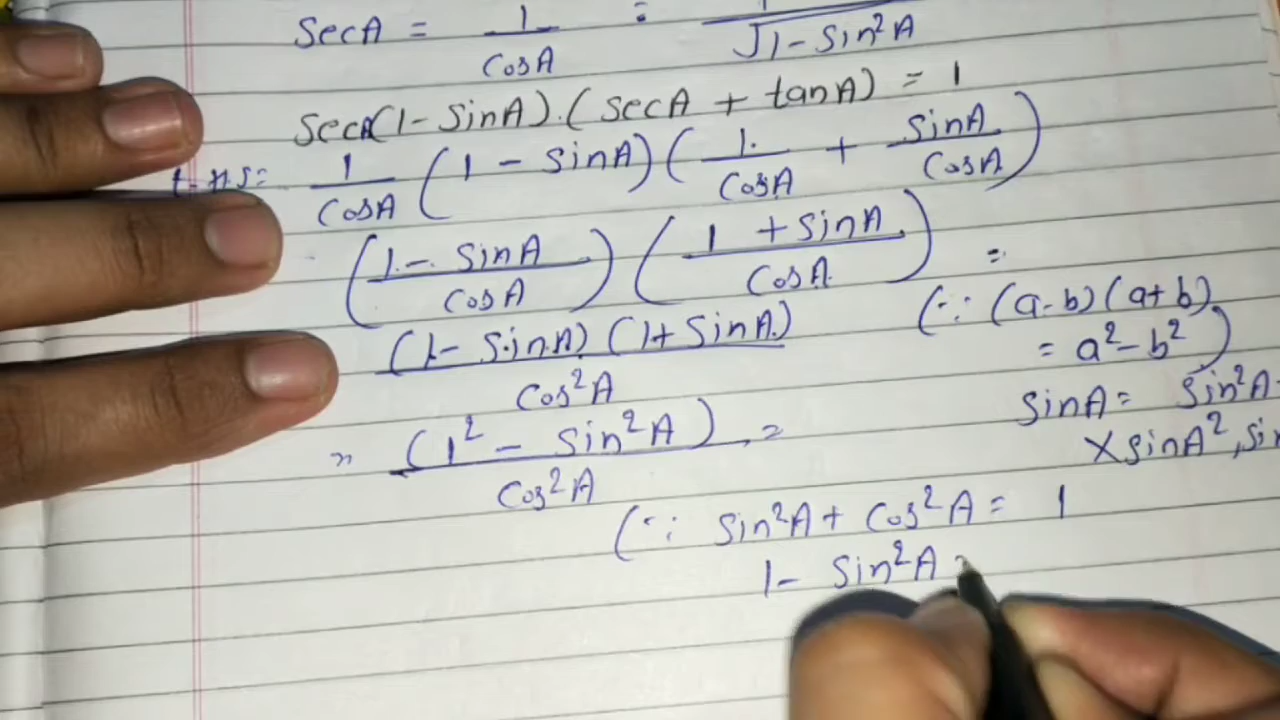 SecA = 1/CosA = 1/√1-Sin²A
SecA(1-SinA).(SecA + tanA) = 1
= 1/CosA (1 - SinA)(1/CosA + SinA/CosA)
(1 - SinA/CosA)(1 + SinA/CosA) =
(1- SinA)(1+SinA)/Cos²A
(∵ (a-b)(a+b)
= a²-b²)
= (1² - Sin²A)/Cos²A =
SinA = Sin²A
X SinA², Sin
(∵ Sin²A + Cos²A = 1
1- Sin²A =